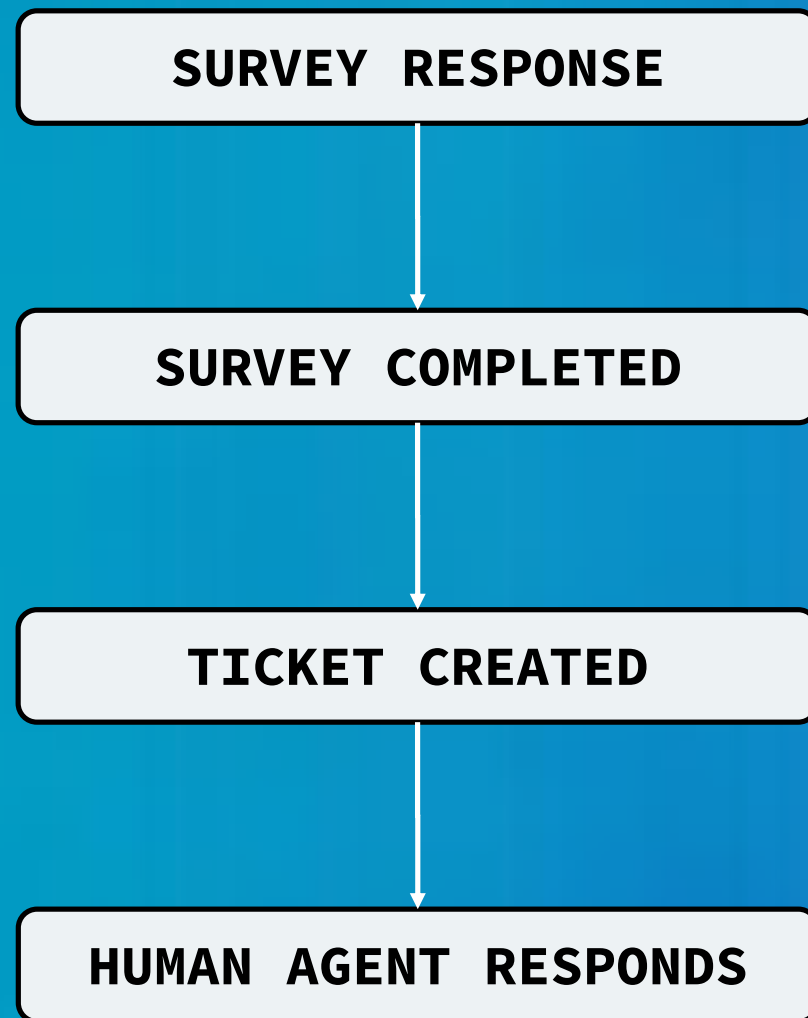 SURVEY RESPONSE
SURVEY COMPLETED
TICKET CREATED
HUMAN AGENT RESPONDS